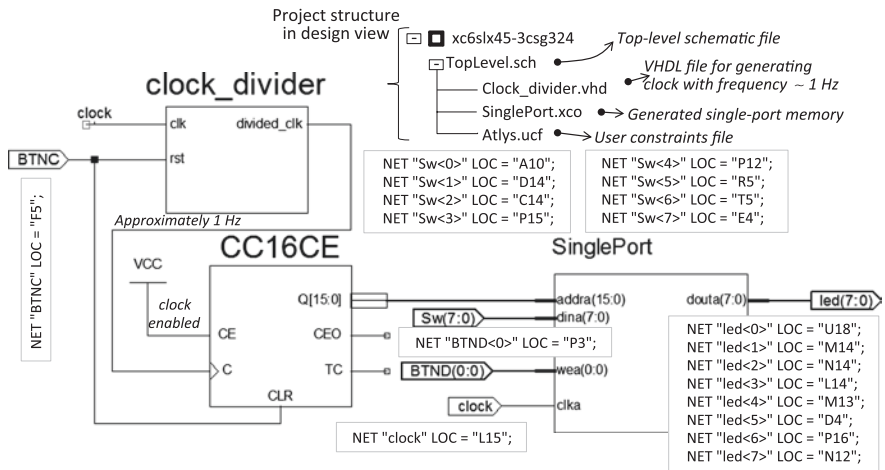 Project structure
in design view
xc6slx45-3csg324
TopLevel.sch
Top-level schematic file
Clock_divider.vhd
VHDL file for generating
clock with frequency ~ 1 Hz
SinglePort.xco
Generated single-port memory
Atlys.ucf
User constraints file
clock_divider
clock
clk
divided_clk
BTNC
rst
NET "BTNC" LOC = "F5";
Approximately 1 Hz
NET "Sw<0>" LOC = "A10";
NET "Sw<1>" LOC = "D14";
NET "Sw<2>" LOC = "C14";
NET "Sw<3>" LOC = "P15";
NET "Sw<4>" LOC = "P12";
NET "Sw<5>" LOC = "R5";
NET "Sw<6>" LOC = "T5";
NET "Sw<7>" LOC = "E4";
CC16CE
VCC
clock
enabled
Q[15:0]
CE
CEO
C
TC
CLR
SinglePort
addra(15:0)
douta(7:0)
led(7:0)
Sw(7:0)
dina(7:0)
NET "BTND<0>" LOC = "P3";
BTND(0:0)
wea(0:0)
clock
clka
NET "clock" LOC = "L15";
NET "led<0>" LOC = "U18";
NET "led<1>" LOC = "M14";
NET "led<2>" LOC = "N14";
NET "led<3>" LOC = "L14";
NET "led<4>" LOC = "M13";
NET "led<5>" LOC = "D4";
NET "led<6>" LOC = "P16";
NET "led<7>" LOC = "N12";